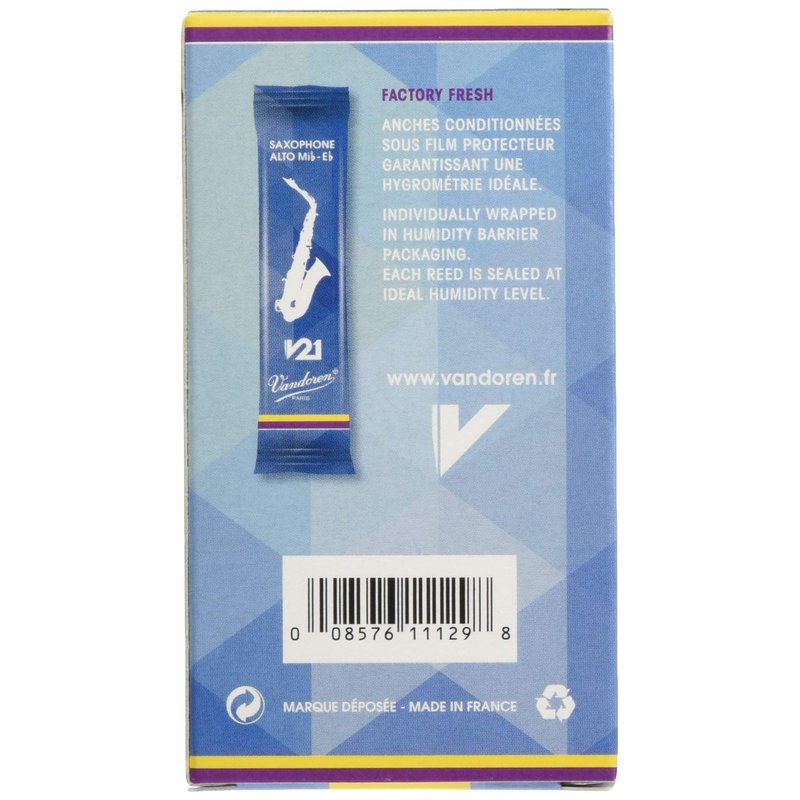 SAXOPHONE
ALTO Mi♭-E♭
V21
Vandoren®
PARIS
FACTORY FRESH
ANCHES CONDITIONNÉES
SOUS FILM PROTECTEUR
GARANTISSANT UNE
HYGROMÉTRIE IDÉALE.
INDIVIDUALLY WRAPPED
IN HUMIDITY BARRIER
PACKAGING.
EACH REED IS SEALED AT
IDEAL HUMIDITY LEVEL.
www.vandoren.fr
V
0 08576 11129 8
MARQUE DÉPOSÉE - MADE IN FRANCE